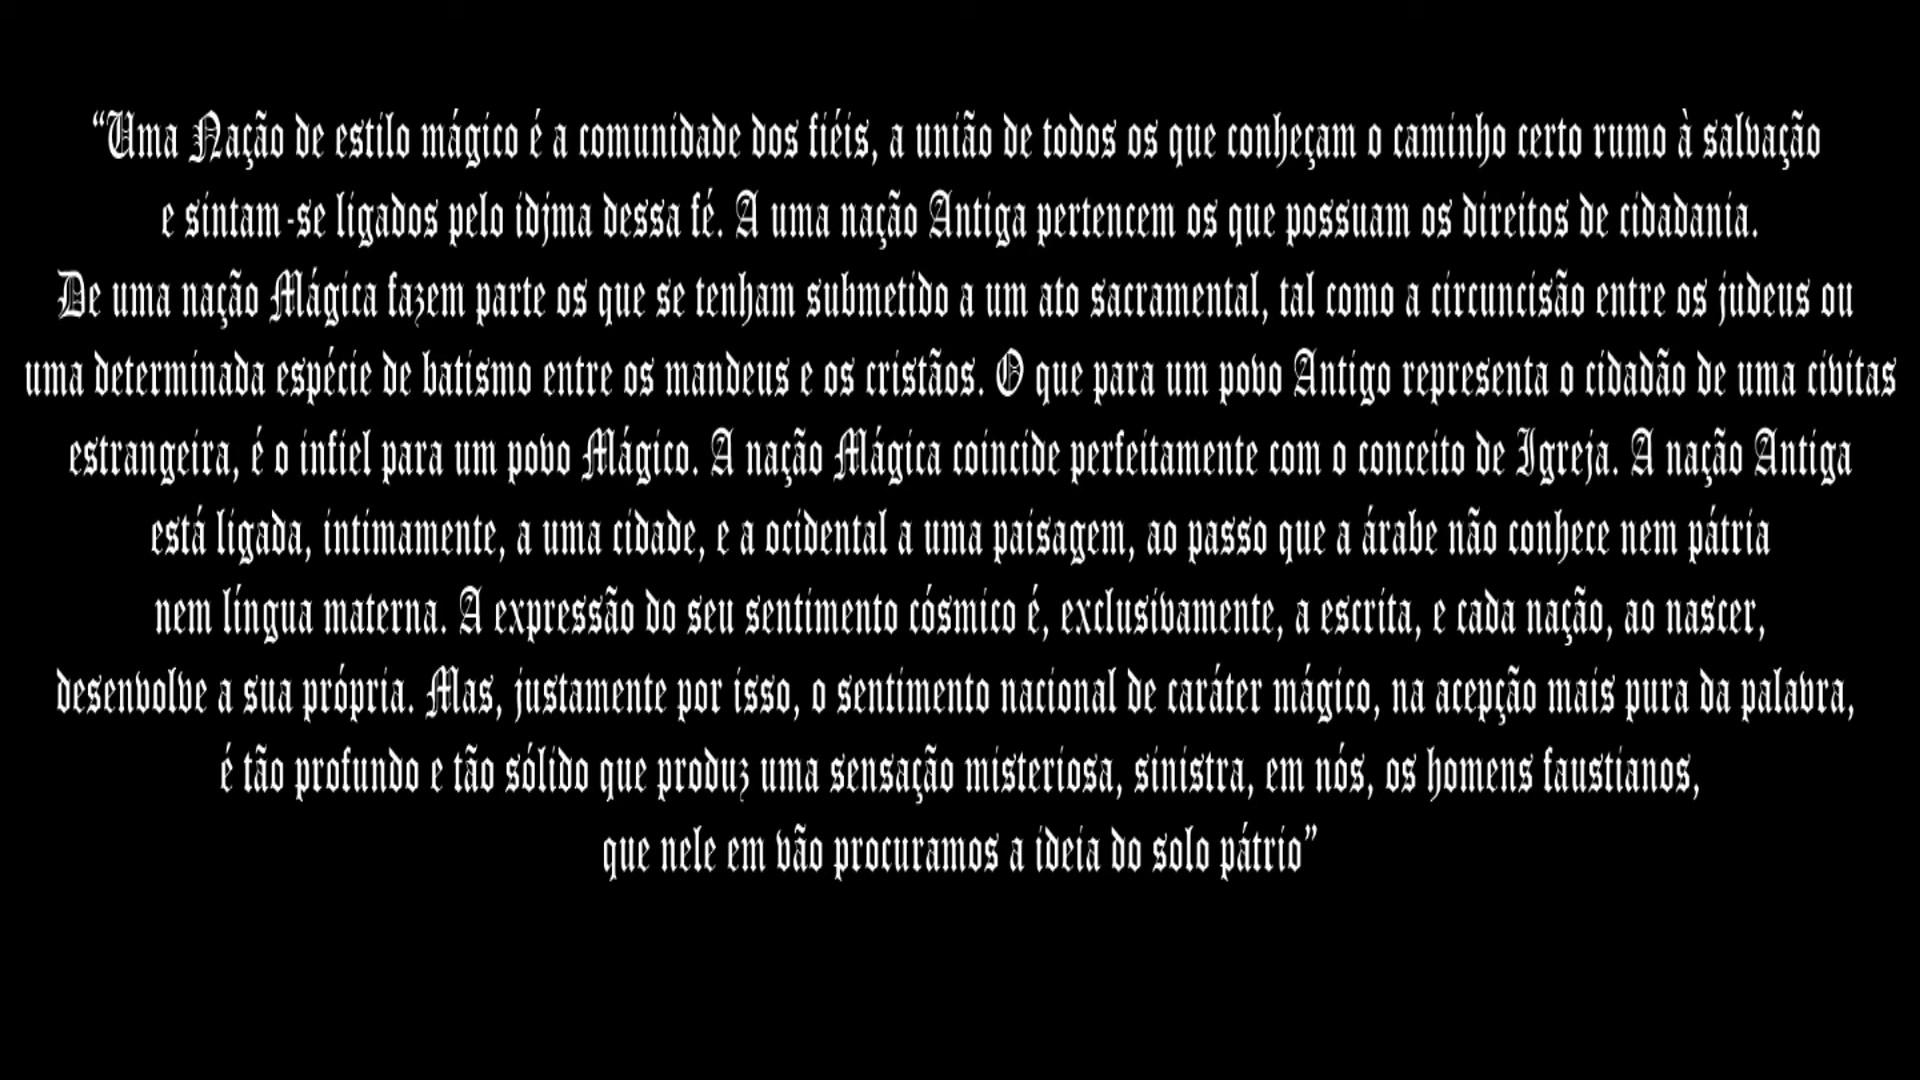 “Uma Nação de estilo mágico é a comunidade dos fiéis, a união de todos os que conheçam o caminho certo rumo à salvação
e sintam-se ligados pelo idjma dessa fé. A uma nação Antiga pertencem os que possuam os direitos de cidadania.
De uma nação Mágica fazem parte os que se tenham submetido a um ato sacramental, tal como a circuncisão entre os judeus ou
uma determinada espécie de batismo entre os mandeus e os cristãos. O que para um povo Antigo representa o cidadão de uma civitas
estrangeira, é o infiel para um povo Mágico. A nação Mágica coincide perfeitamente com o conceito de Igreja. A nação Antiga
está ligada, intimamente, a uma cidade, e a ocidental a uma paisagem, ao passo que a árabe não conhece nem pátria
nem língua materna. A expressão do seu sentimento cósmico é, exclusivamente, a escrita, e cada nação, ao nascer,
desenvolve a sua própria. Mas, justamente por isso, o sentimento nacional de caráter mágico, na acepção mais pura da palavra,
é tão profundo e tão sólido que produz uma sensação misteriosa, sinistra, em nós, os homens faustianos,
que nele em vão procuramos a ideia do solo pátrio”